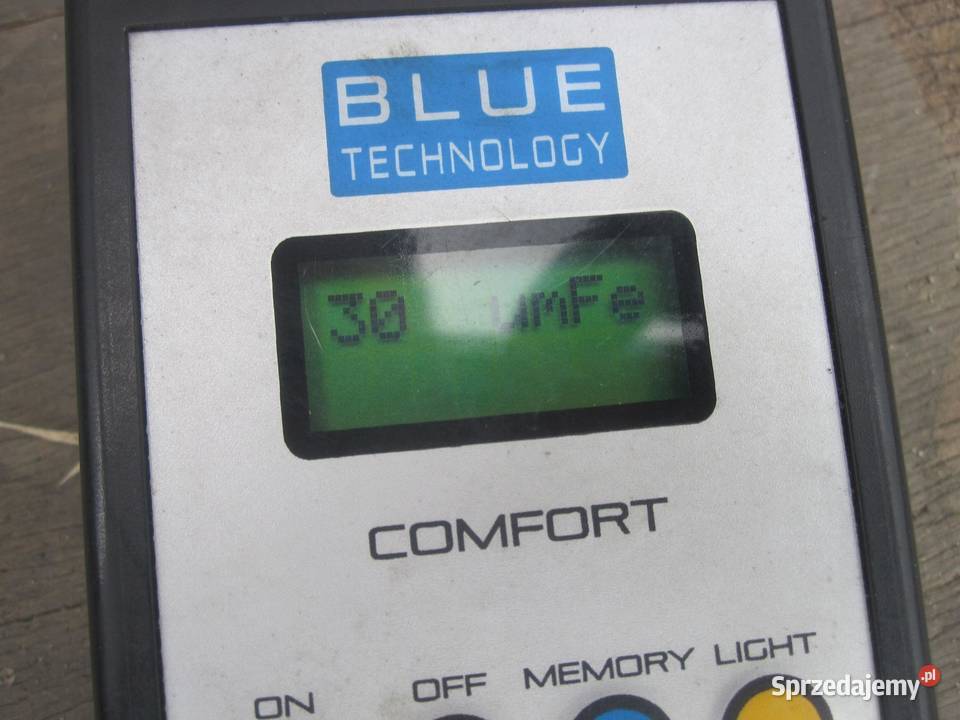 BLUE
TECHNOLOGY
30 umFe
COMFORT
ON OFF MEMORY LIGHT
Sprzedajemy.pl